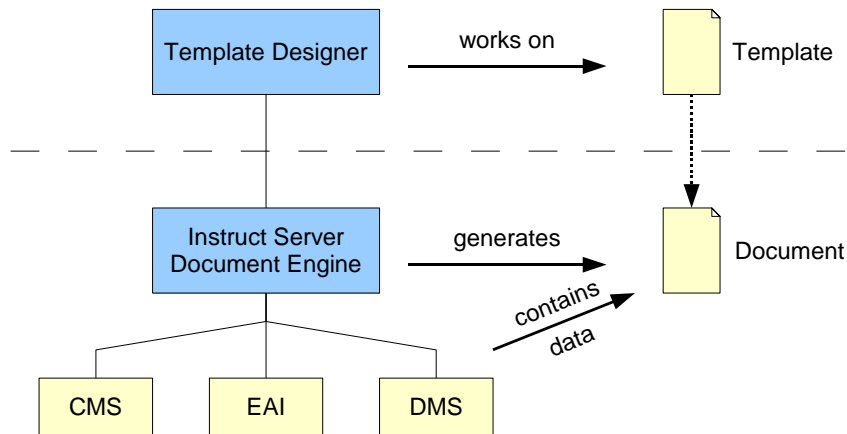 Template Designer
works on
Template
Instruct Server
Document Engine
generates
Document
contains
data
CMS
EAI
DMS